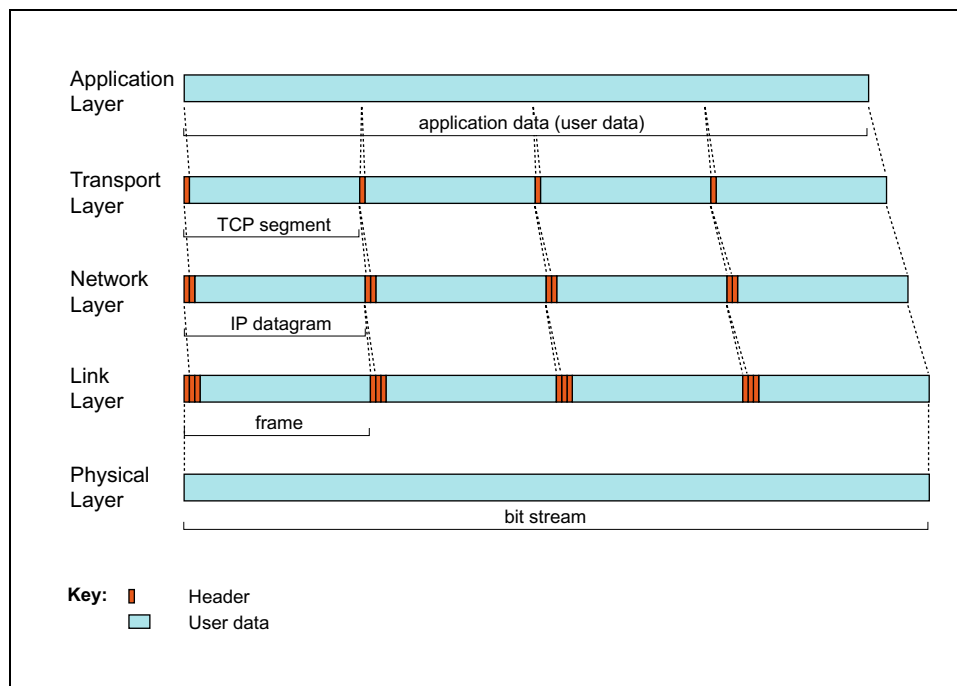 Application
Layer
application data (user data)
Transport
Layer
TCP segment
Network
Layer
IP datagram
Link
Layer
frame
Physical
Layer
bit stream
Key:
Header
User data